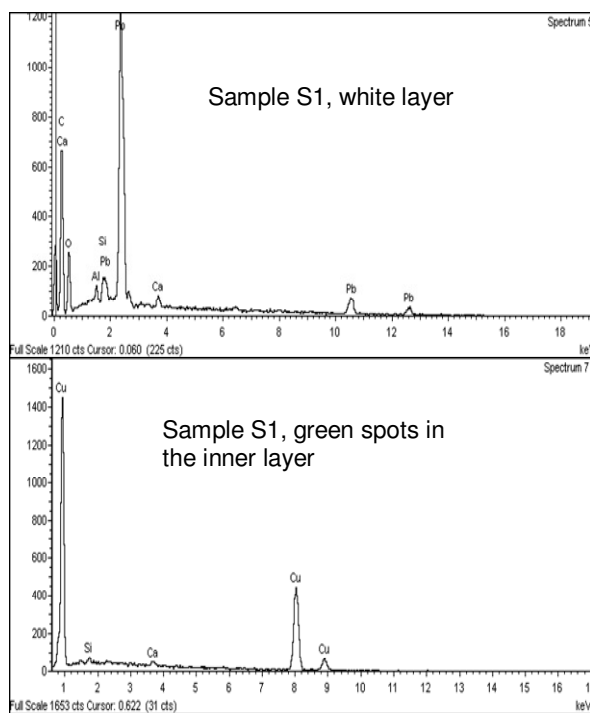 1200
Pb
Spectrum 5
Sample S1, white layer
1000
800
C
Ca
600
400
O
Si
200
Al
Pb
Ca
Pb
Pb
0
0 2 4 6 8 10 12 14 16 18
Full Scale 1210 cts Cursor: 0.060 (225 cts)
keV
1600
Spectrum 7
Cu
1400
Sample S1, green spots in
the inner layer
1200
1000
800
600
Cu
400
200
Si
Ca
Cu
0
1 2 3 4 5 6 7 8 9 10 11 12 13 14 15 16
Full Scale 1653 cts Cursor: 0.622 (31 cts)
keV